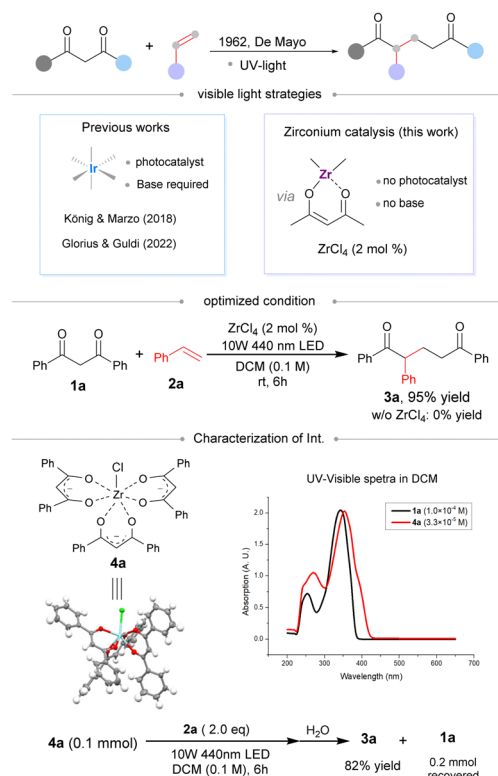 O O
+
1962, De Mayo
UV-light
O O
visible light strategies
Previous works
Ir
photocatalyst
Base required
König & Marzo (2018)
Glorius & Guldi (2022)
Zirconium catalysis (this work)
Zr
via
O O
no photocatalyst
no base
ZrCl4 (2 mol %)
optimized condition
O O
Ph Ph
1a
+
Ph
2a
ZrCl4 (2 mol %)
10W 440 nm LED
DCM (0.1 M)
rt, 6h
O O
Ph Ph
Ph
3a, 95% yield
w/o ZrCl4: 0% yield
Characterization of Int.
Ph Ph
Cl
O O
Zr
O O
Ph Ph
O O
Ph Ph
4a
UV-Visible spetra in DCM
1a (1.0×10⁻⁴ M)
4a (3.3×10⁻⁵ M)
Absorption (A. U.)
2.0
1.5
1.0
0.5
0.0
200 300 400 500 600 700
Wavelength (nm)
4a (0.1 mmol)
2a ( 2.0 eq)
10W 440nm LED
DCM (0.1 M), 6h
H2O
3a + 1a
82% yield
0.2 mmol
recovered